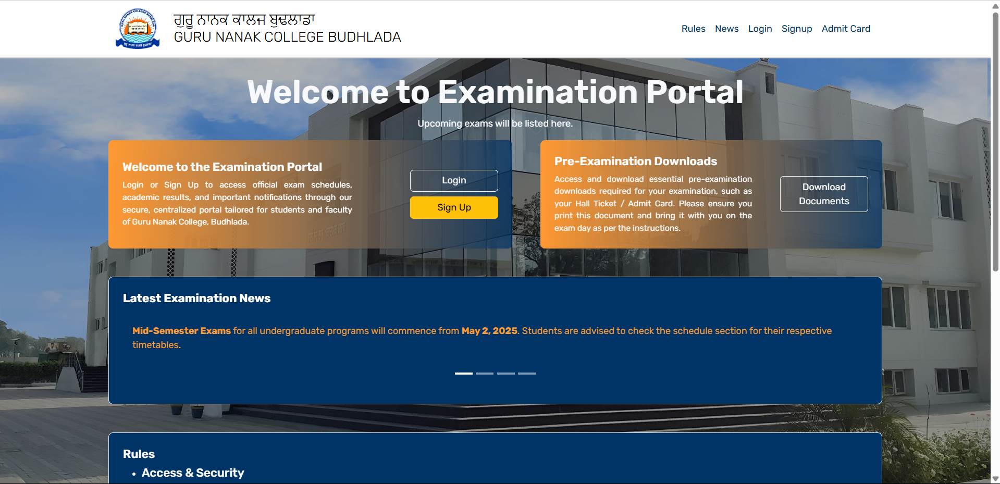 ਗੁਰੂ ਨਾਨਕ ਕਾਲਜ ਬੁਢਲਾਡਾ
GURU NANAK COLLEGE BUDHLADA
Rules News Login Signup Admit Card
Welcome to Examination Portal
Upcoming exams will be listed here.
Welcome to the Examination Portal
Login or Sign Up to access official exam schedules,
academic results, and important notifications through our
secure, centralized portal tailored for students and faculty
of Guru Nanak College, Budhlada.
Login
Sign Up
Pre-Examination Downloads
Access and download essential pre-examination
downloads required for your examination, such as
your Hall Ticket / Admit Card. Please ensure you
print this document and bring it with you on the
exam day as per the instructions.
Download
Documents
Latest Examination News
Mid-Semester Exams for all undergraduate programs will commence from May 2, 2025. Students are advised to check the schedule section for their respective
timetables.
Rules
• Access & Security